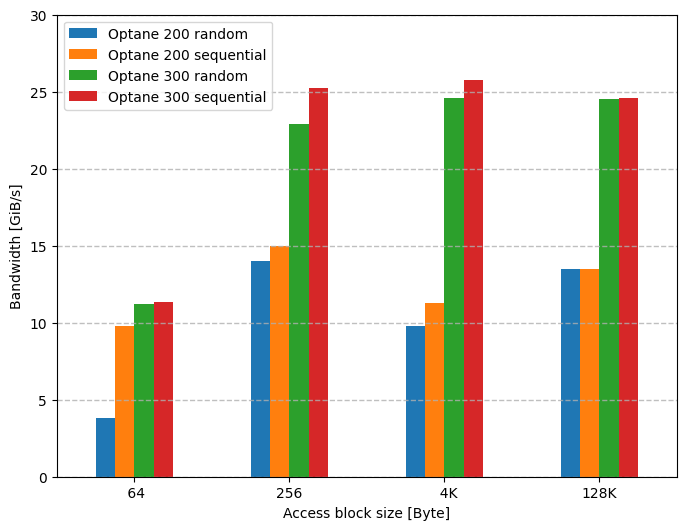 30
25
20
15
10
5
0
Bandwidth [GiB/s]
Optane 200 random
Optane 200 sequential
Optane 300 random
Optane 300 sequential
64 256 4K 128K
Access block size [Byte]